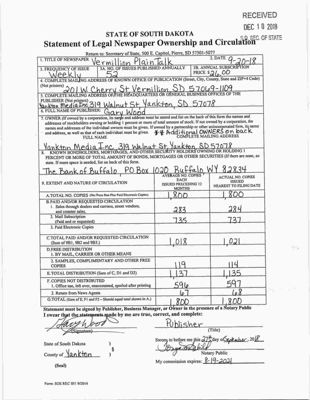 RECEIVED
DEC 10 2018
S.D. SEC. OF STATE
STATE OF SOUTH DAKOTA
Statement of Legal Newspaper Ownership and Circulation
Return to: Secretary of State, 500 E. Capitol, Pierre, SD 57501-5077
1. TITLE OF NEWSPAPER Vermillion Plain Talk 2. DATE 9-20-18
3. FREQUENCY OF ISSUE Weekly 3A. NO. OF ISSUES PUBLISHED ANNUALLY 52 3B. ANNUAL SUBSCRIPTION PRICE
4. COMPLETE MAILING ADDRESS OF KNOWN OFFICE OF PUBLICATION (Street, City, County, State and ZIP+4 Code)
(Not printers) 201 W Cherry St Vermillion SD 57069-1109
5. COMPLETE MAILING ADDRESS OF THE HEADQUARTERS OF GENERAL BUSINESS OFFICES OF THE
PUBLISHER (Not printer)
Yankton Media Inc 319 Walnut St, Yankton, SD 57078
6. FULL NAME OF PUBLISHER: Gary Wood
7. OWNER (If owned by a corporation, its name and address must be stated and also on the back of this form the names and
addresses of stockholders owning or holding 1 percent or more of total amount of stock. If not owned by a corporation, the
names and addresses of the individual owners must be given. If owned by a partnership or other unincorporated firm, its name
and address, as well as that of each individual must be given. ** Additional OWNERS on back
FULL NAME COMPLETE MAILING ADDRESS
Yankton Media Inc. 319 Walnut St. Yankton SD 57078
8. KNOWN BONDHOLDERS, MORTGAGES, AND OTHER SECURITY HOLDERS OWNING OR HOLDING 1
PERCENT OR MORE OF TOTAL AMOUNT OF BONDS, MORTGAGES OR OTHER SECURITIES (If there are none, so
state. If more space is needed, list on back of this form.
The Bank of Buffalo, PO Box 1020 Buffalo, WY 82834
9. EXTENT AND NATURE OF CIRCULATION AVERAGE NO. COPIES EACH ISSUED PRECEDING 12 MONTHS ACTUAL NO. COPIES ISSUED NEAREST TO FILING DATE
A.TOTAL NO. COPIES 1,800 1,800
B.PAID AND/OR REQUESTED CIRCULATION
1. Sales through dealers and carriers, street vendors, and counter sales. 283 284
2. Mail Subscription (Paid and or requested) 735 737
3. Paid Electronic Copies
C.TOTAL PAID AND/OR REQUESTED CIRCULATION
(Sum of 9B1, 9B2 and 9B3.) 1,018 1,021
D.FREE DISTRIBUTION
1. BY MAIL, CARRIER OR OTHER MEANS
2. SAMPLES, COMPLIMENTARY AND OTHER FREE COPIES 119 114
E.TOTAL DISTRIBUTION (Sum of C, D1 and D2) 1,137 1,135
F. COPIES NOT DISTRIBUTED
1. Office use, left over, unaccounted, spoiled after printing 596 597
2. Return from News Agents 67 68
G.TOTAL (Sum of E, F1 and F2 - Should equal total shown in A.) 1,800 1,800
Statement must be signed by Publisher, Business Manager, or Owner in the presence of a Notary Public
I swear that the statements made by me are true, correct, and complete:
Gary Wood Publisher
(Signature) (Title)
State of South Dakota ) Sworn to before me this 27th day of September, 2018
) §
County of Yankton ) Notary Public
(Seal) My commission expires: 8-19-2021
Form: SOS REC 051 9/2014